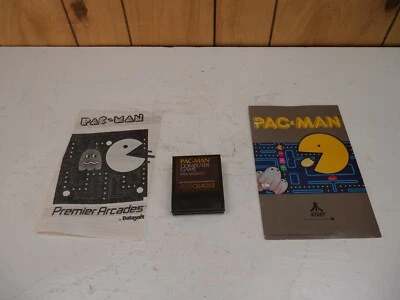 PAC-MAN
Premier Arcades
By Datasoft
PAC-MAN
COMPUTER
GAME
PAC-MAN
ATARI